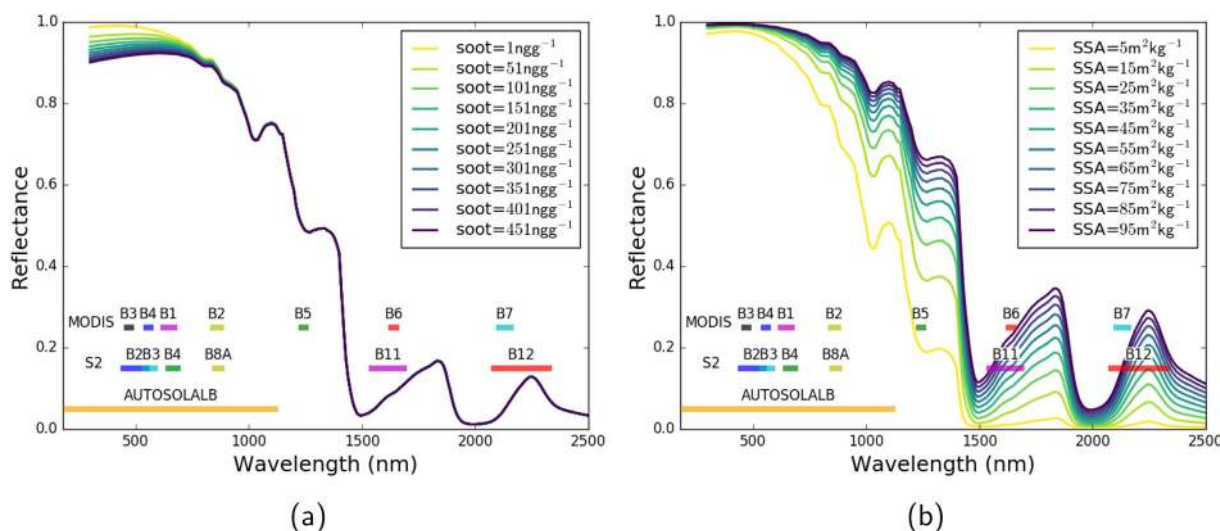 1.0
0.8
0.6
0.4
0.2
0.0
Reflectance
soot=1ngg⁻¹
soot=51ngg⁻¹
soot=101ngg⁻¹
soot=151ngg⁻¹
soot=201ngg⁻¹
soot=251ngg⁻¹
soot=301ngg⁻¹
soot=351ngg⁻¹
soot=401ngg⁻¹
soot=451ngg⁻¹
B3 B4 B1 B2 B5 B6 B7
MODIS
B2 B3 B4 B8A B11 B12
S2
AUTOSOLALB
500 1000 1500 2000 2500
Wavelength (nm)
(a)
1.0
0.8
0.6
0.4
0.2
0.0
Reflectance
SSA=5m²kg⁻¹
SSA=15m²kg⁻¹
SSA=25m²kg⁻¹
SSA=35m²kg⁻¹
SSA=45m²kg⁻¹
SSA=55m²kg⁻¹
SSA=65m²kg⁻¹
SSA=75m²kg⁻¹
SSA=85m²kg⁻¹
SSA=95m²kg⁻¹
B3 B4 B1 B2 B5 B6 B7
MODIS
B2 B3 B4 B8A B11 B12
S2
AUTOSOLALB
500 1000 1500 2000 2500
Wavelength (nm)
(b)